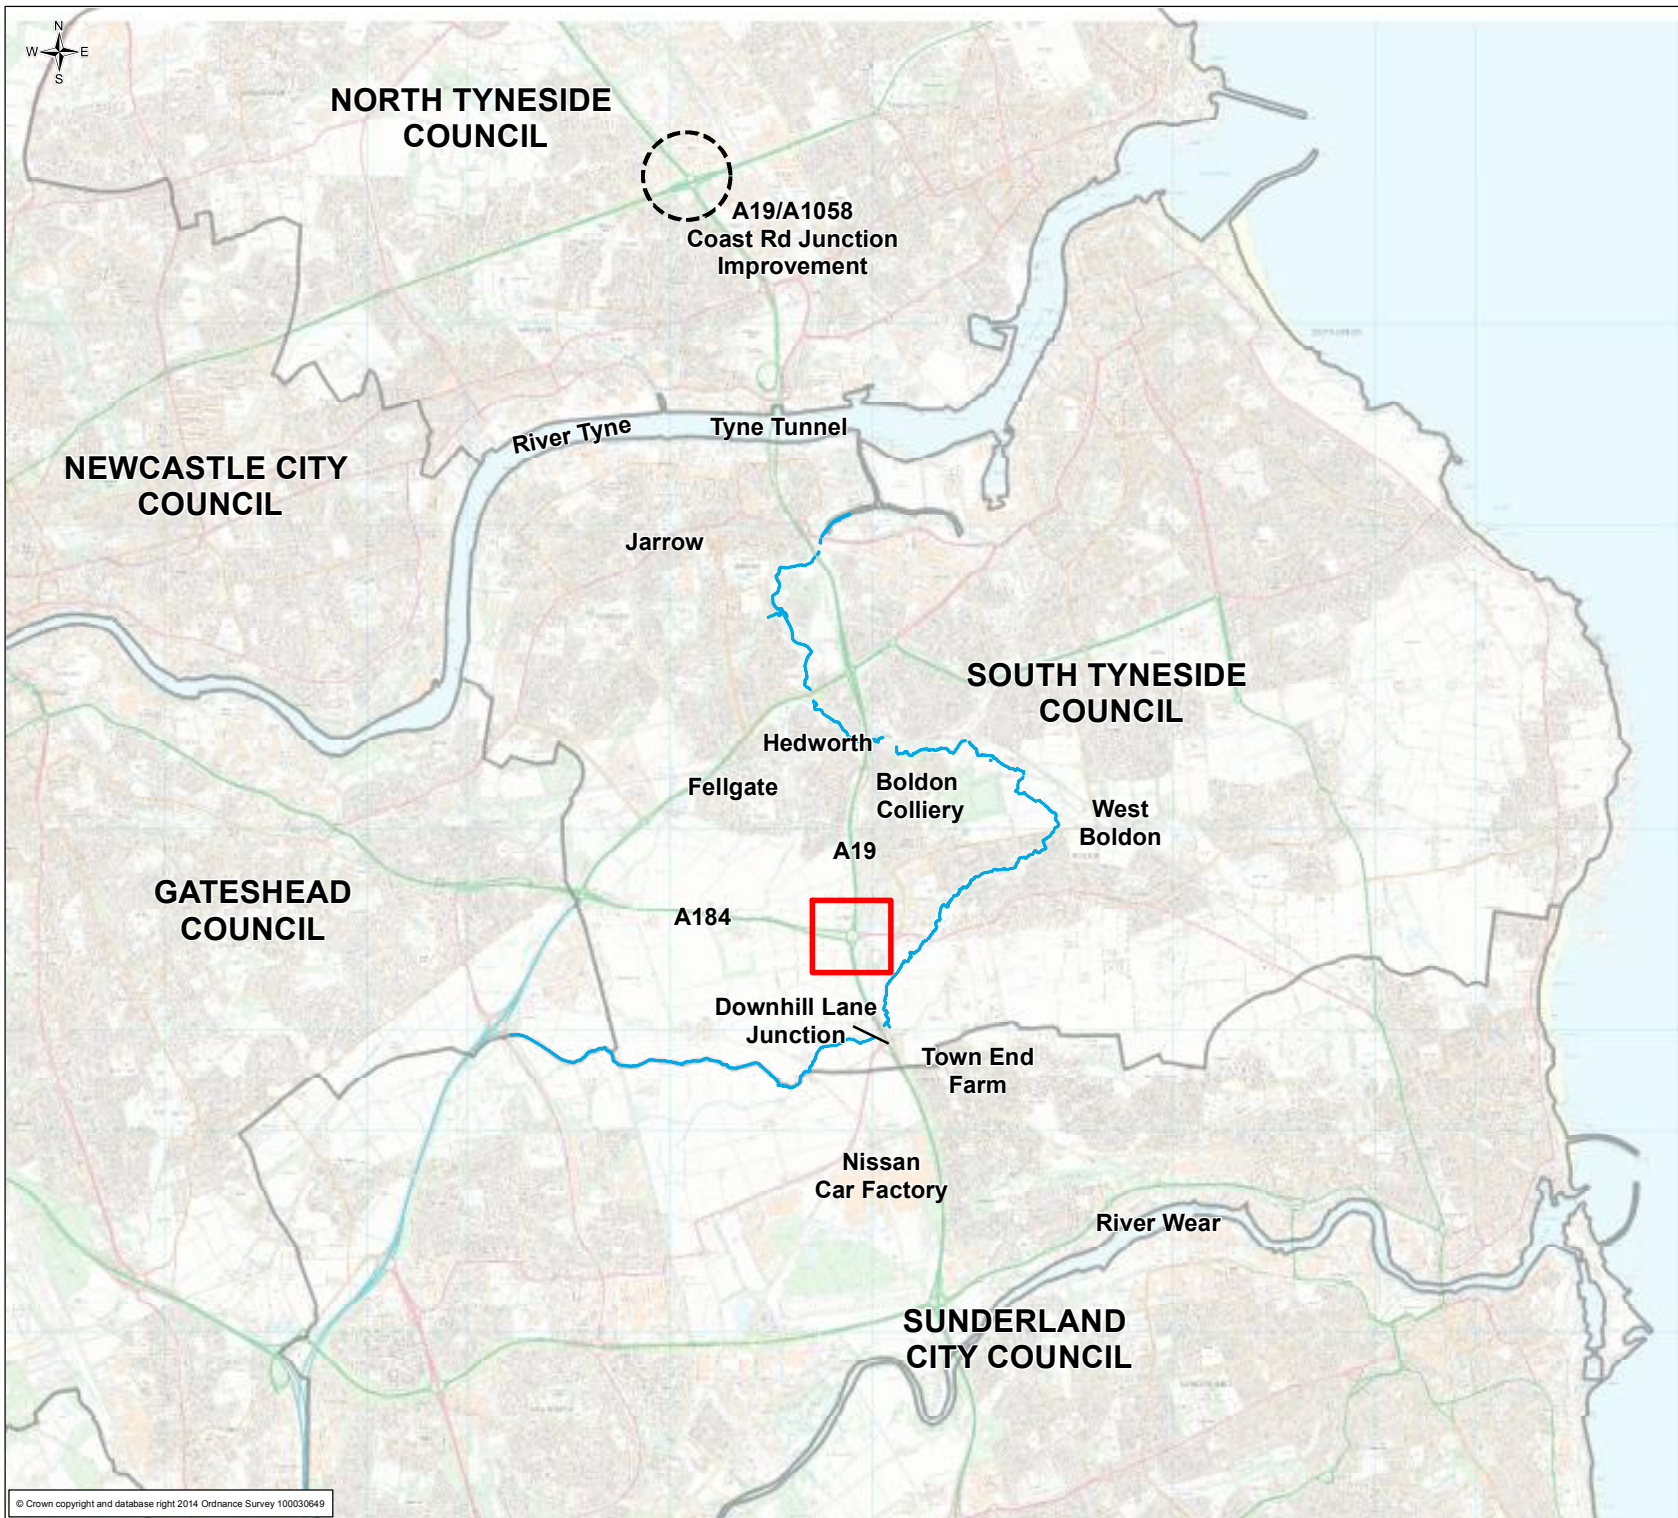 N
W E
S
NORTH TYNESIDE
COUNCIL
A19/A1058
Coast Rd Junction
Improvement
River Tyne
Tyne Tunnel
NEWCASTLE CITY
COUNCIL
Jarrow
SOUTH TYNESIDE
COUNCIL
Hedworth
Fellgate
Boldon
Colliery
West
Boldon
A19
GATESHEAD
COUNCIL
A184
Downhill Lane
Junction
Town End
Farm
Nissan
Car Factory
River Wear
SUNDERLAND
CITY COUNCIL
© Crown copyright and database right 2014 Ordnance Survey 100030649